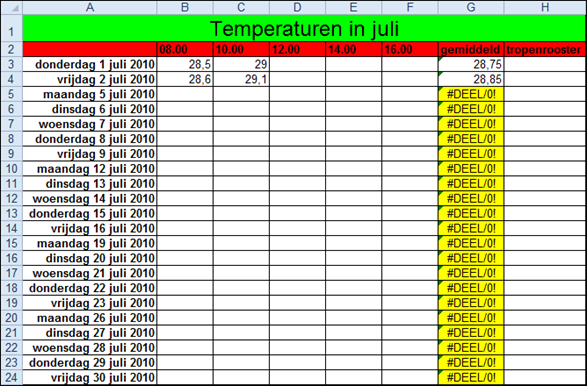 A B C D E F G H
1 Temperaturen in juli
2 08.00 10.00 12.00 14.00 16.00 gemiddeld tropenrooster
3 donderdag 1 juli 2010 28,5 29 28,75
4 vrijdag 2 juli 2010 28,6 29,1 28,85
5 maandag 5 juli 2010 #DEEL/0!
6 dinsdag 6 juli 2010 #DEEL/0!
7 woensdag 7 juli 2010 #DEEL/0!
8 donderdag 8 juli 2010 #DEEL/0!
9 vrijdag 9 juli 2010 #DEEL/0!
10 maandag 12 juli 2010 #DEEL/0!
11 dinsdag 13 juli 2010 #DEEL/0!
12 woensdag 14 juli 2010 #DEEL/0!
13 donderdag 15 juli 2010 #DEEL/0!
14 vrijdag 16 juli 2010 #DEEL/0!
15 maandag 19 juli 2010 #DEEL/0!
16 dinsdag 20 juli 2010 #DEEL/0!
17 woensdag 21 juli 2010 #DEEL/0!
18 donderdag 22 juli 2010 #DEEL/0!
19 vrijdag 23 juli 2010 #DEEL/0!
20 maandag 26 juli 2010 #DEEL/0!
21 dinsdag 27 juli 2010 #DEEL/0!
22 woensdag 28 juli 2010 #DEEL/0!
23 donderdag 29 juli 2010 #DEEL/0!
24 vrijdag 30 juli 2010 #DEEL/0!